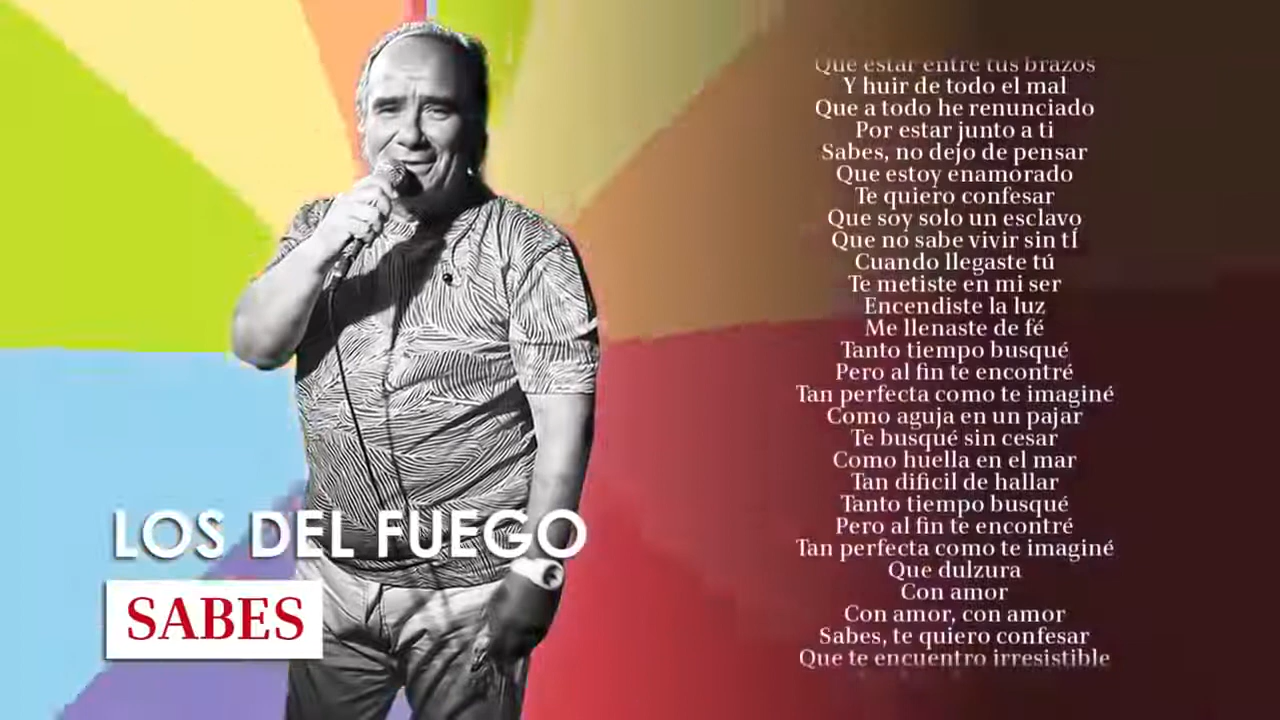 LOS DEL FUEGO
SABES
Que estar entre tus brazos
Y huir de todo el mal
Que a todo he renunciado
Por estar junto a ti
Sabes, no dejo de pensar
Que estoy enamorado
Te quiero confesar
Que soy solo un esclavo
Que no sabe vivir sin tÍ
Cuando llegaste tú
Te metiste en mi ser
Encendiste la luz
Me llenaste de fé
Tanto tiempo busqué
Pero al fin te encontré
Tan perfecta como te imaginé
Como aguja en un pajar
Te busqué sin cesar
Como huella en el mar
Tan dificil de hallar
Tanto tiempo busqué
Pero al fin te encontré
Tan perfecta como te imaginé
Que dulzura
Con amor
Con amor, con amor
Sabes, te quiero confesar
Que te encuentro irresistible